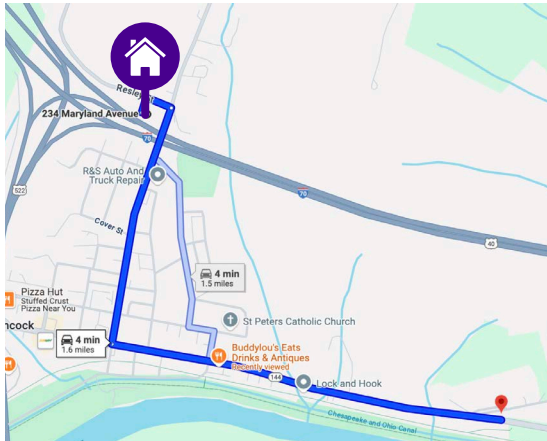 Resley St
234 Maryland Avenue
70
R&S Auto And
Truck Repair
522
70
40
Cover St
4 min
1.5 miles
Pizza Hut
Stuffed Crust
Pizza Near You
St Peters Catholic Church
ncock
4 min
1.6 miles
Buddylou's Eats
Drinks & Antiques
Recently viewed
144
Lock and Hook
Chesapeake and Ohio Canal